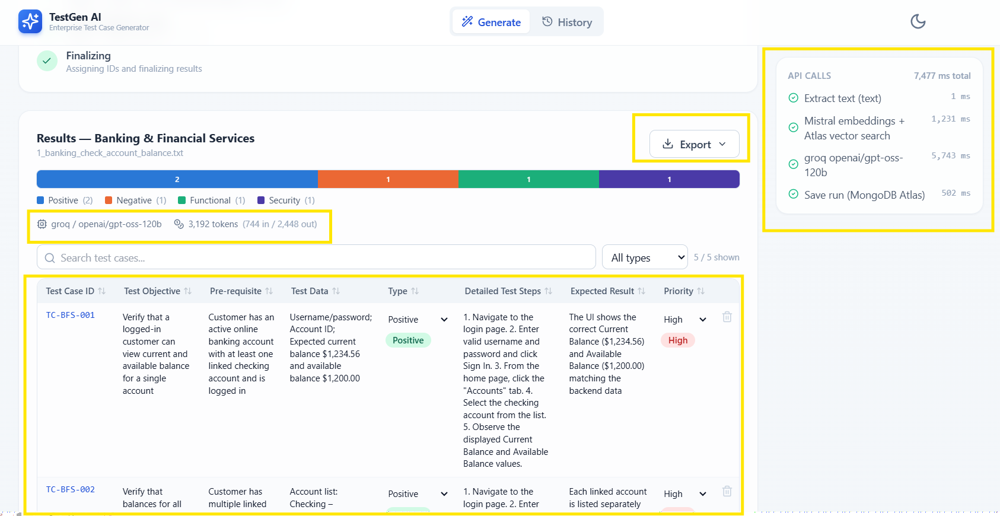 TestGen AI
Enterprise Test Case Generator
Generate
History
Finalizing
Assigning IDs and finalizing results
API CALLS
7,477 ms total
Extract text (text)
1 ms
Mistral embeddings +
Atlas vector search
1,231 ms
groq openai/gpt-oss-
120b
5,743 ms
Save run (MongoDB Atlas)
502 ms
Results — Banking & Financial Services
1_banking_check_account_balance.txt
Export
2
1
1
1
Positive (2)
Negative (1)
Functional (1)
Security (1)
groq / openai/gpt-oss-120b
3,192 tokens (744 in / 2,448 out)
Search test cases...
All types
5 / 5 shown
Test Case ID
Test Objective
Pre-requisite
Test Data
Type
Detailed Test Steps
Expected Result
Priority
TC-BFS-001
Verify that a
logged-in
customer can
view current and
available balance
for a single
account
Customer has an
active online
banking account
with at least one
linked checking
account and is
logged in
Username/password;
Account ID;
Expected current
balance $1,234.56
and available
balance $1,200.00
Positive
Positive
1. Navigate to the
login page. 2. Enter
valid username and
password and click
Sign In. 3. From the
home page, click the
"Accounts" tab. 4.
Select the checking
account from the list.
5. Observe the
displayed Current
Balance and Available
Balance values.
The UI shows the
correct Current
Balance ($1,234.56)
and Available
Balance ($1,200.00)
matching the
backend data
High
High
TC-BFS-002
Verify that
balances for all
Customer has
multiple linked
Account list:
Checking –
Positive
1. Navigate to the
login page. 2. Enter
Each linked account
is listed separately
High